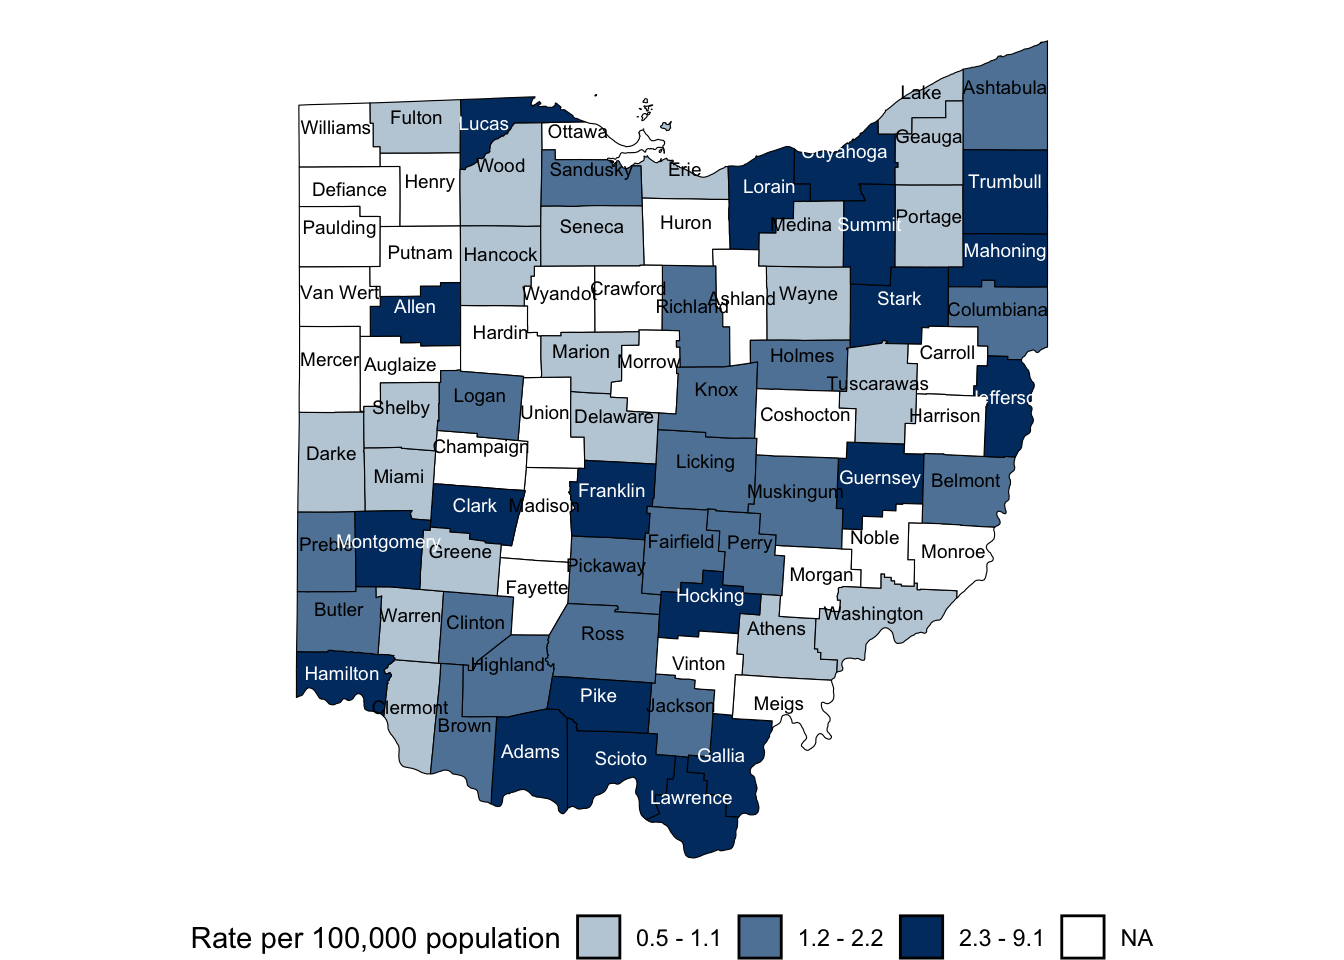 Lake
Ashtabula
Williams
Fulton
Lucas
Ottawa
Cuyahoga
Geauga
Wood
Sandusky
Erie
Lorain
Trumbull
Defiance
Henry
Paulding
Seneca
Huron
Medina
Summit
Portage
Putnam
Hancock
Mahoning
Van Wert
Allen
Wyandot
Crawford
Richland
Ashland
Wayne
Stark
Columbiana
Hardin
Mercer
Auglaize
Marion
Morrow
Holmes
Carroll
Tuscarawas
Shelby
Logan
Union
Delaware
Knox
Coshocton
Harrison
Jefferso
Darke
Champaign
Miami
Licking
Clark
Madison
Franklin
Muskingum
Guernsey
Belmont
Preble
Montgomery
Greene
Fairfield
Perry
Noble
Monroe
Pickaway
Fayette
Morgan
Hocking
Butler
Warren
Clinton
Ross
Athens
Washington
Hamilton
Highland
Vinton
Clermont
Brown
Pike
Jackson
Meigs
Adams
Scioto
Gallia
Lawrence
Rate per 100,000 population 0.5 - 1.1 1.2 - 2.2 2.3 - 9.1 NA